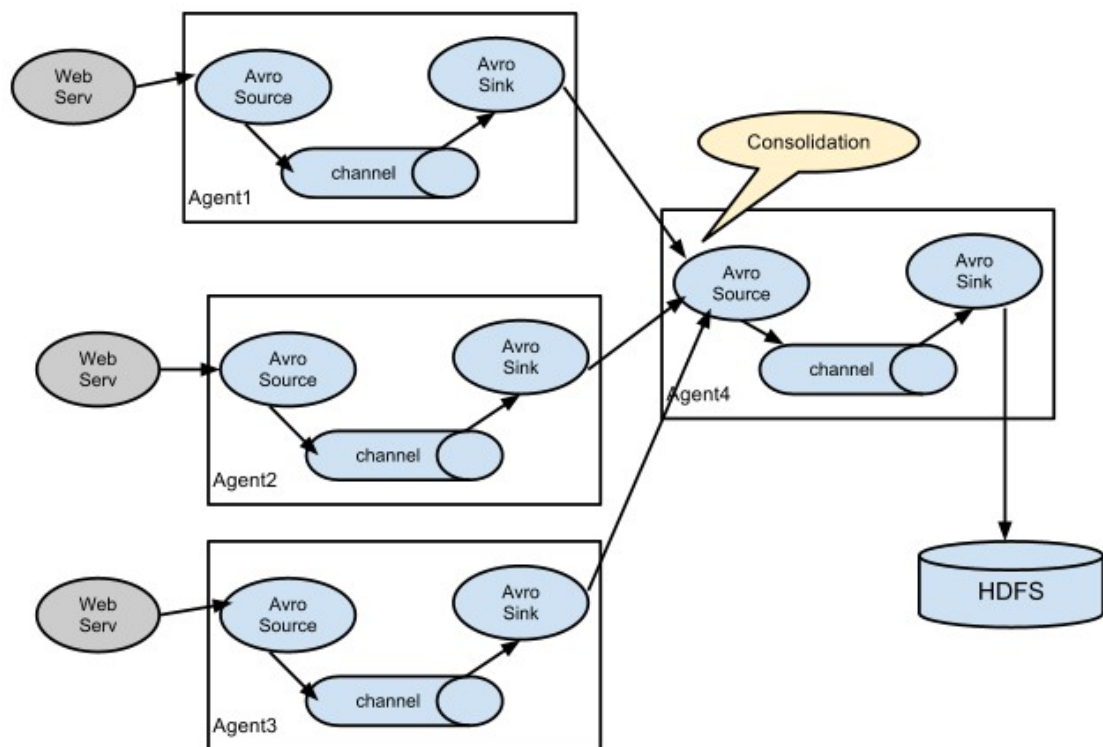 Web
Serv
Avro
Source
Avro
Sink
channel
Agent1
Consolidation
Web
Serv
Avro
Source
Avro
Sink
channel
Agent2
Avro
Source
Avro
Sink
channel
Agent4
Web
Serv
Avro
Source
Avro
Sink
channel
Agent3
HDFS